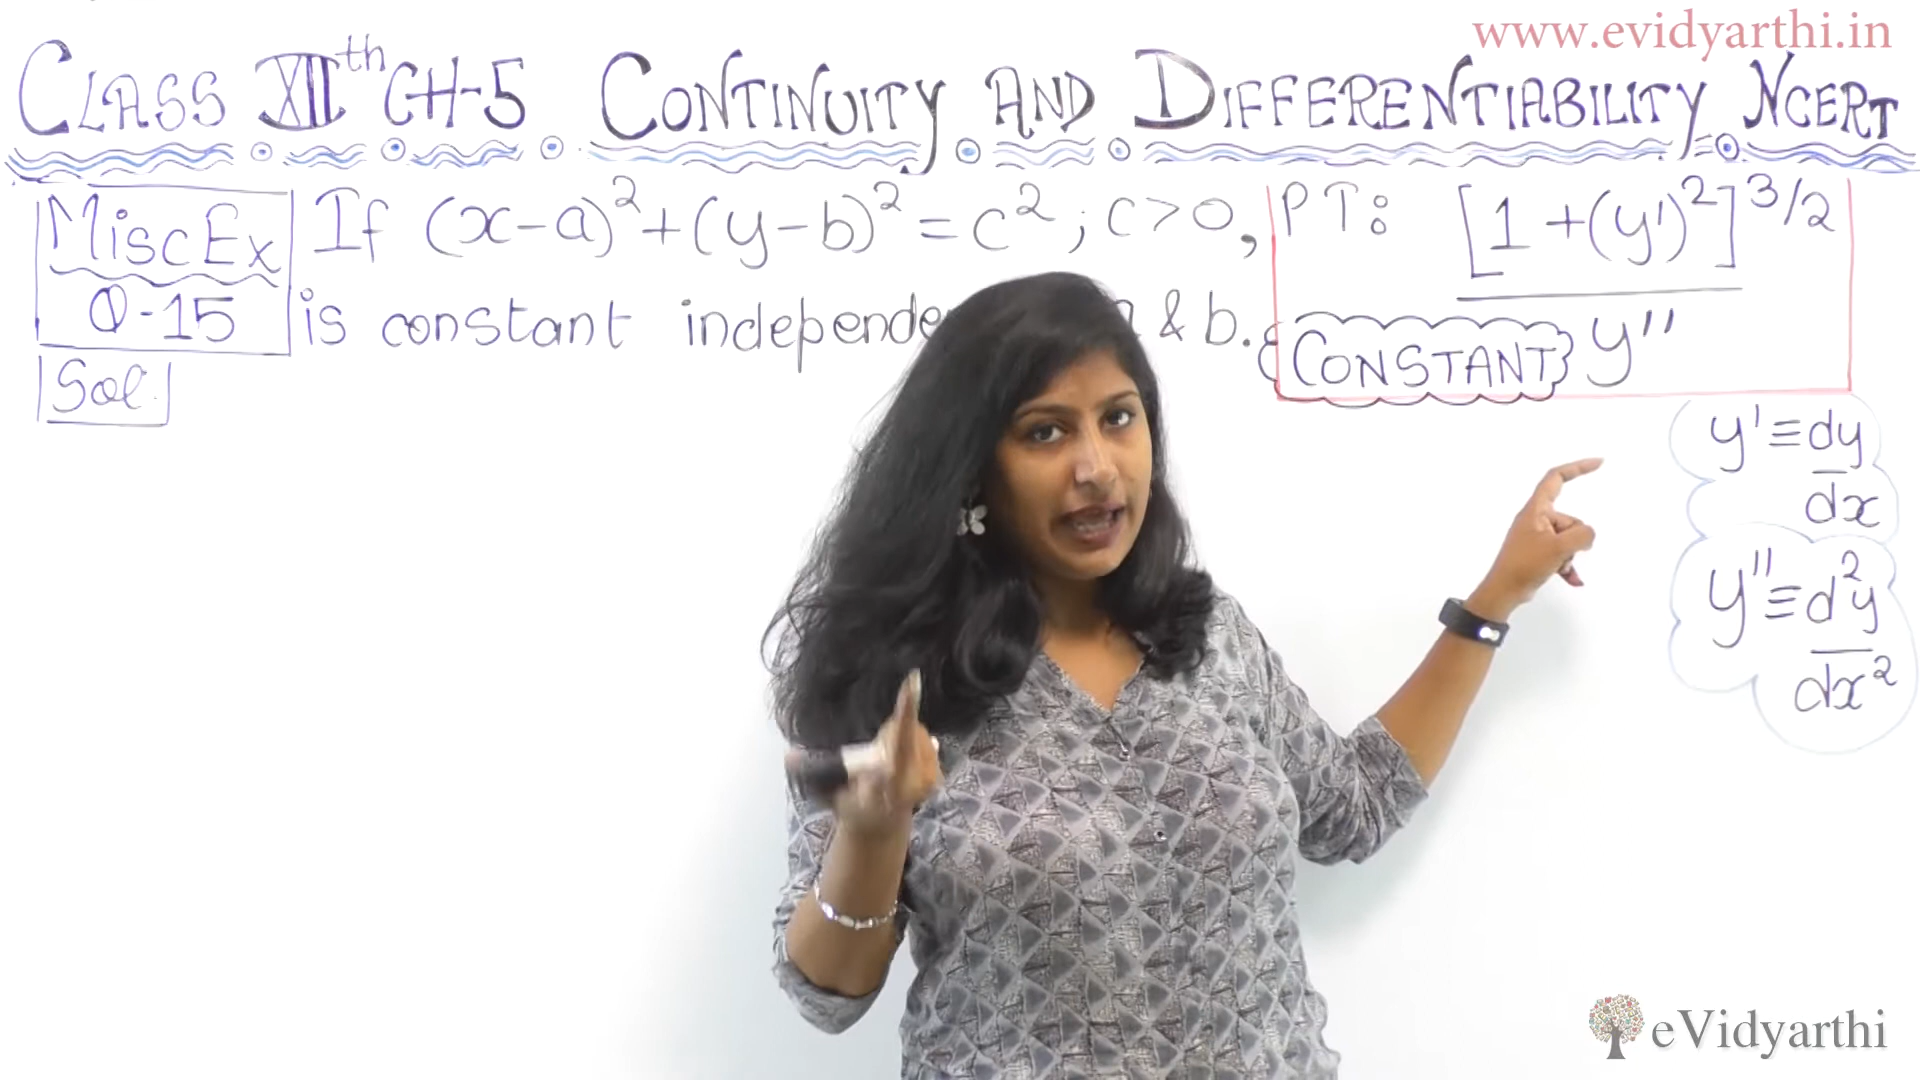 www.evidyarthi.in
CLASS XIIth CH-5 CONTINUITY AND DIFFERENTIABILITY NCERT
Misc Ex
Q-15
If (x-a)² + (y-b)² = c² ; c>0, PT: [1+(y')²]^3/2
is constant & b. CONSTANT y''
Sol.
y' ≡ dy
dx
y'' ≡ d²y
dx²
eVidyarthi